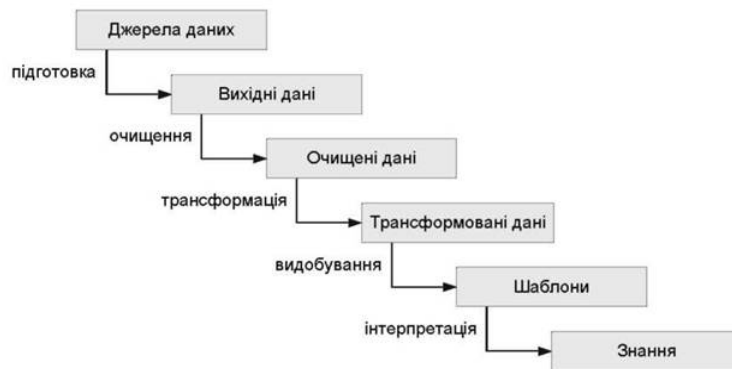 Джерела даних
підготовка
Вихідні дані
очищення
Очищені дані
трансформація
Трансформовані дані
видобування
Шаблони
інтерпретація
Знання